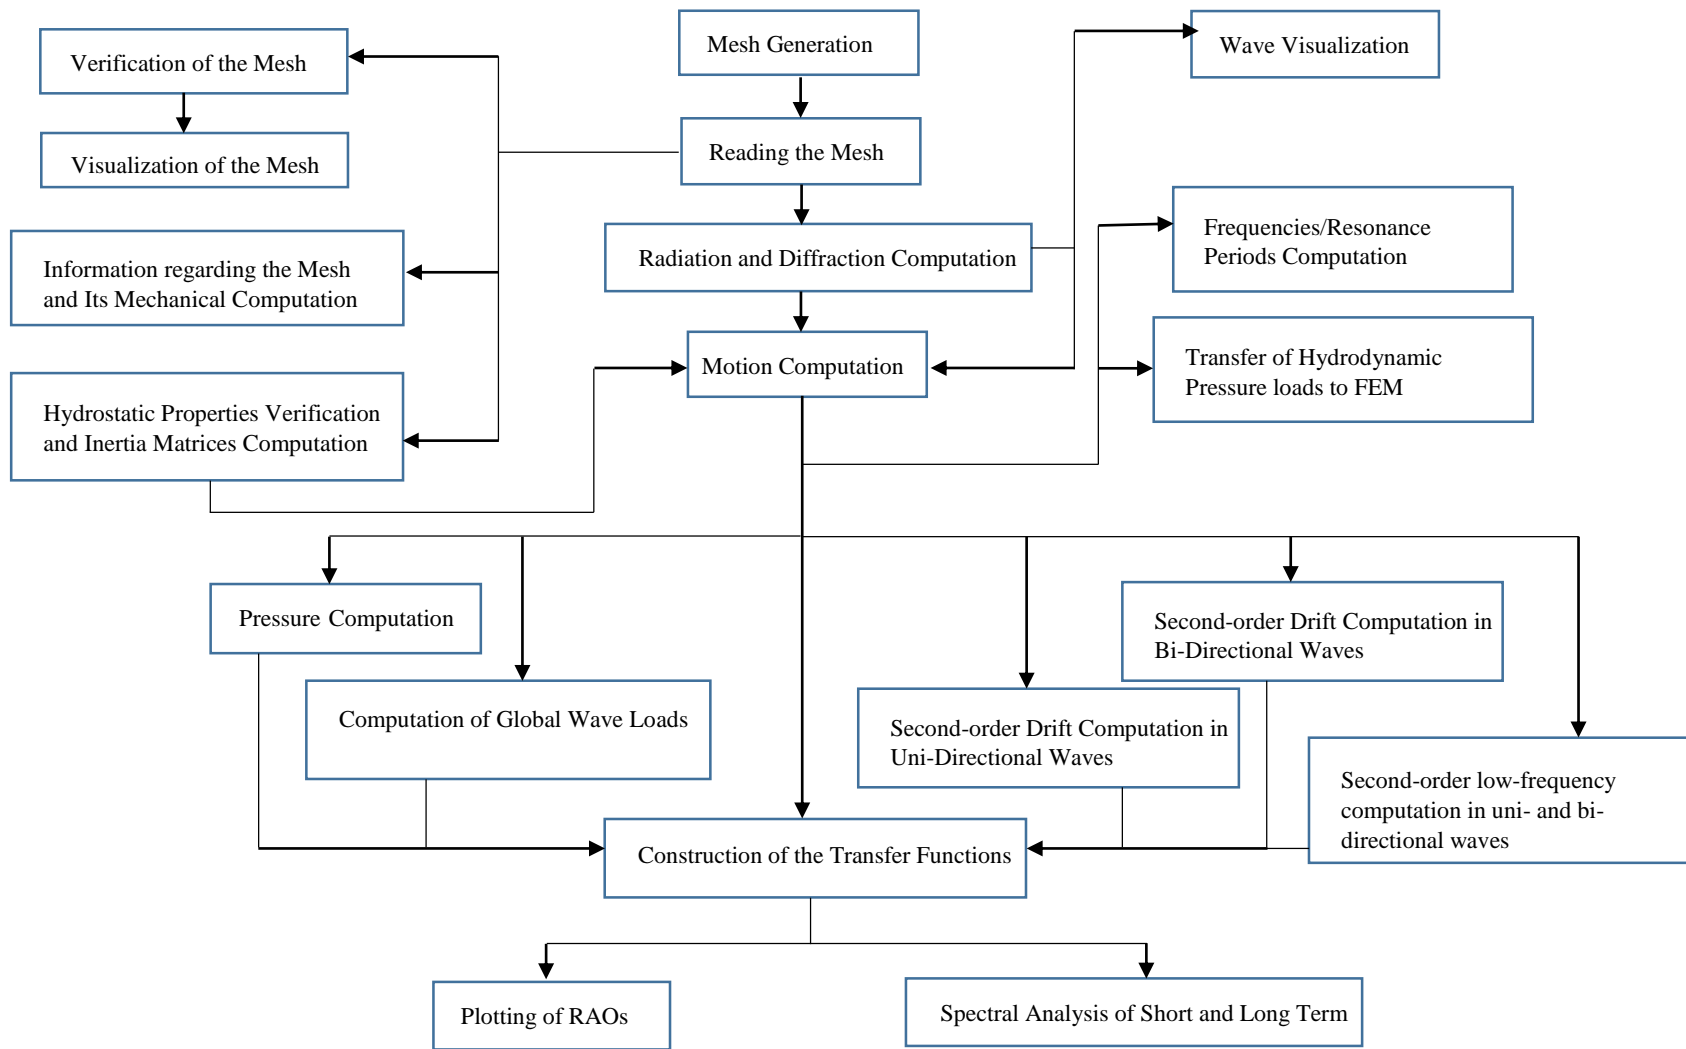 Mesh Generation
Wave Visualization
Verification of the Mesh
Reading the Mesh
Visualization of the Mesh
Frequencies/Resonance
Periods Computation
Radiation and Diffraction Computation
Information regarding the Mesh
and Its Mechanical Computation
Motion Computation
Transfer of Hydrodynamic
Pressure loads to FEM
Hydrostatic Properties Verification
and Inertia Matrices Computation
Pressure Computation
Second-order Drift Computation in
Bi-Directional Waves
Computation of Global Wave Loads
Second-order Drift Computation in
Uni-Directional Waves
Second-order low-frequency
computation in uni- and bi-
directional waves
Construction of the Transfer Functions
Plotting of RAOs
Spectral Analysis of Short and Long Term